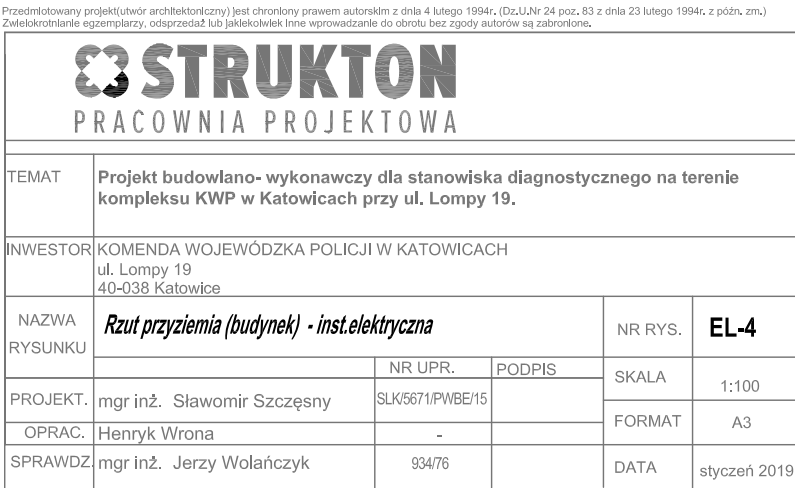 Przedmiotowany projekt(utwór architektoniczny) jest chroniony prawem autorskim z dnia 4 lutego 1994r. (Dz.U.Nr 24 poz. 83 z dnia 23 lutego 1994r. z późn. zm.)
Zwielokrotnianie egzemplarzy, odsprzedaż lub jakiekolwiek inne wprowadzanie do obrotu bez zgody autorów są zabronione.
STRUKTON
PRACOWNIA PROJEKTOWA
TEMAT Projekt budowlano- wykonawczy dla stanowiska diagnostycznego na terenie
kompleksu KWP w Katowicach przy ul. Lompy 19.
INWESTOR KOMENDA WOJEWÓDZKA POLICJI W KATOWICACH
ul. Lompy 19
40-038 Katowice
NAZWA RYSUNKU Rzut przyziemia (budynek) - inst.elektryczna
NR RYS. EL-4
NR UPR. PODPIS
SKALA 1:100
PROJEKT. mgr inż. Sławomir Szczęsny SLK/5671/PWBE/15
FORMAT A3
OPRAC. Henryk Wrona -
SPRAWDZ. mgr inż. Jerzy Wolańczyk 934/76
DATA styczeń 2019